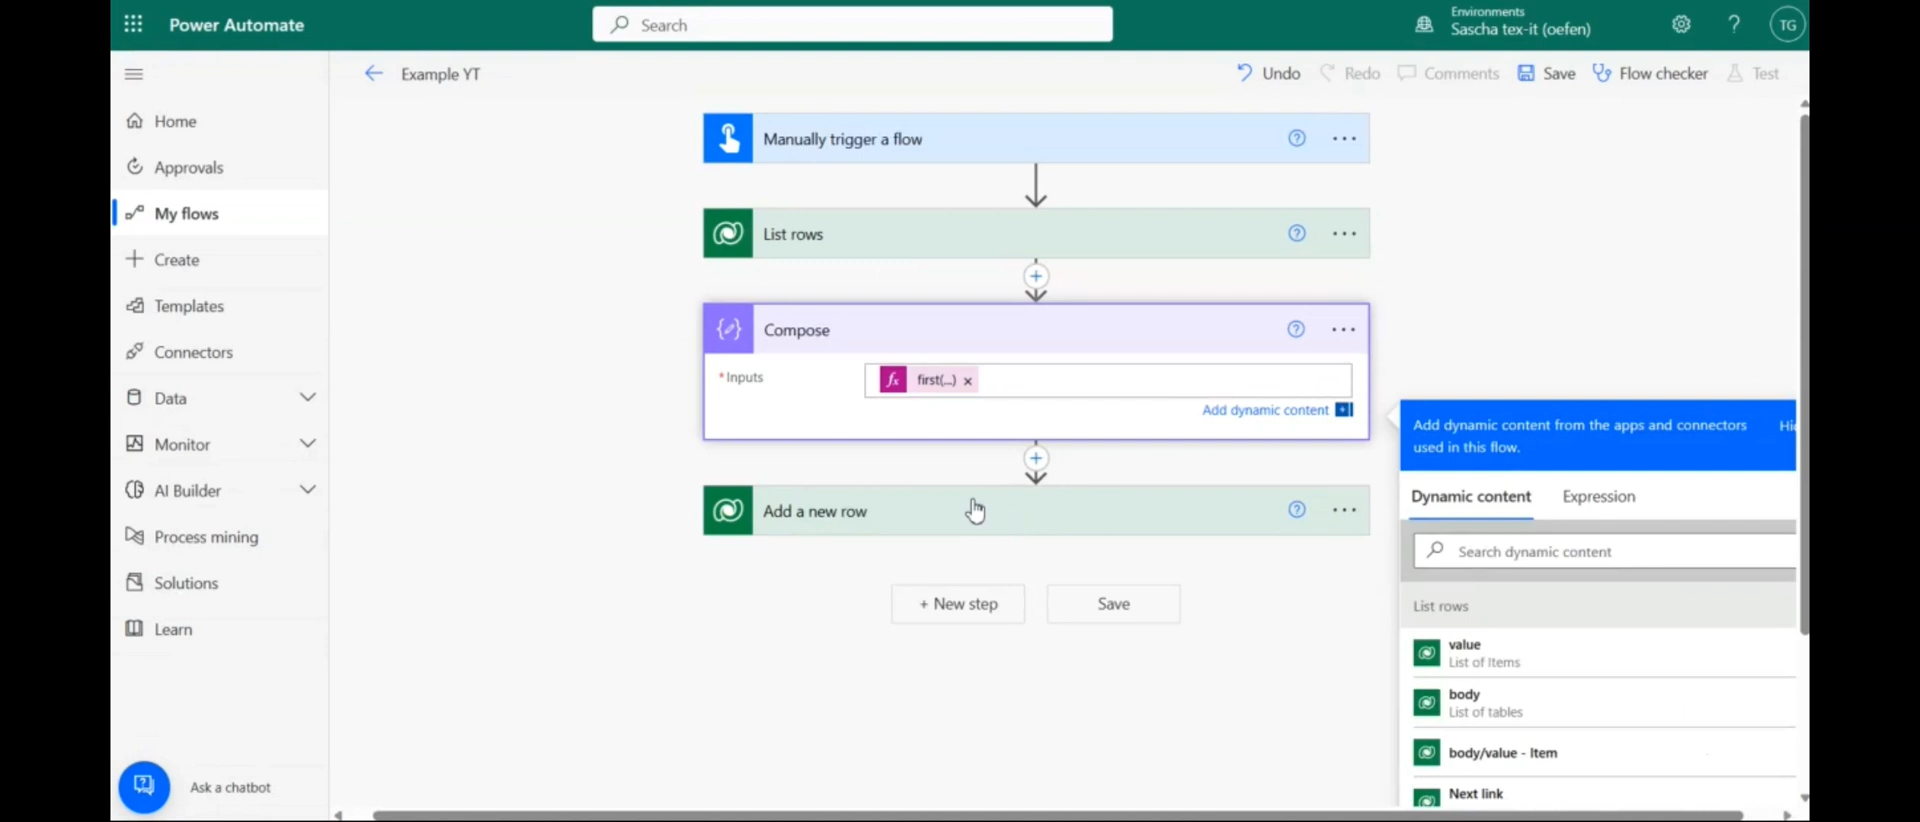 Power Automate
Search
Environments
Sascha tex-it (oefen)
TG
Example YT
Undo
Redo
Comments
Save
Flow checker
Test
Home
Approvals
My flows
Create
Templates
Connectors
Data
Monitor
AI Builder
Process mining
Solutions
Learn
Ask a chatbot
Manually trigger a flow
List rows
Compose
* Inputs
fx first(...) ×
Add dynamic content
Add a new row
+ New step
Save
Add dynamic content from the apps and connectors
used in this flow.
Dynamic content
Expression
Search dynamic content
List rows
value
List of Items
body
List of tables
body/value - Item
Next link